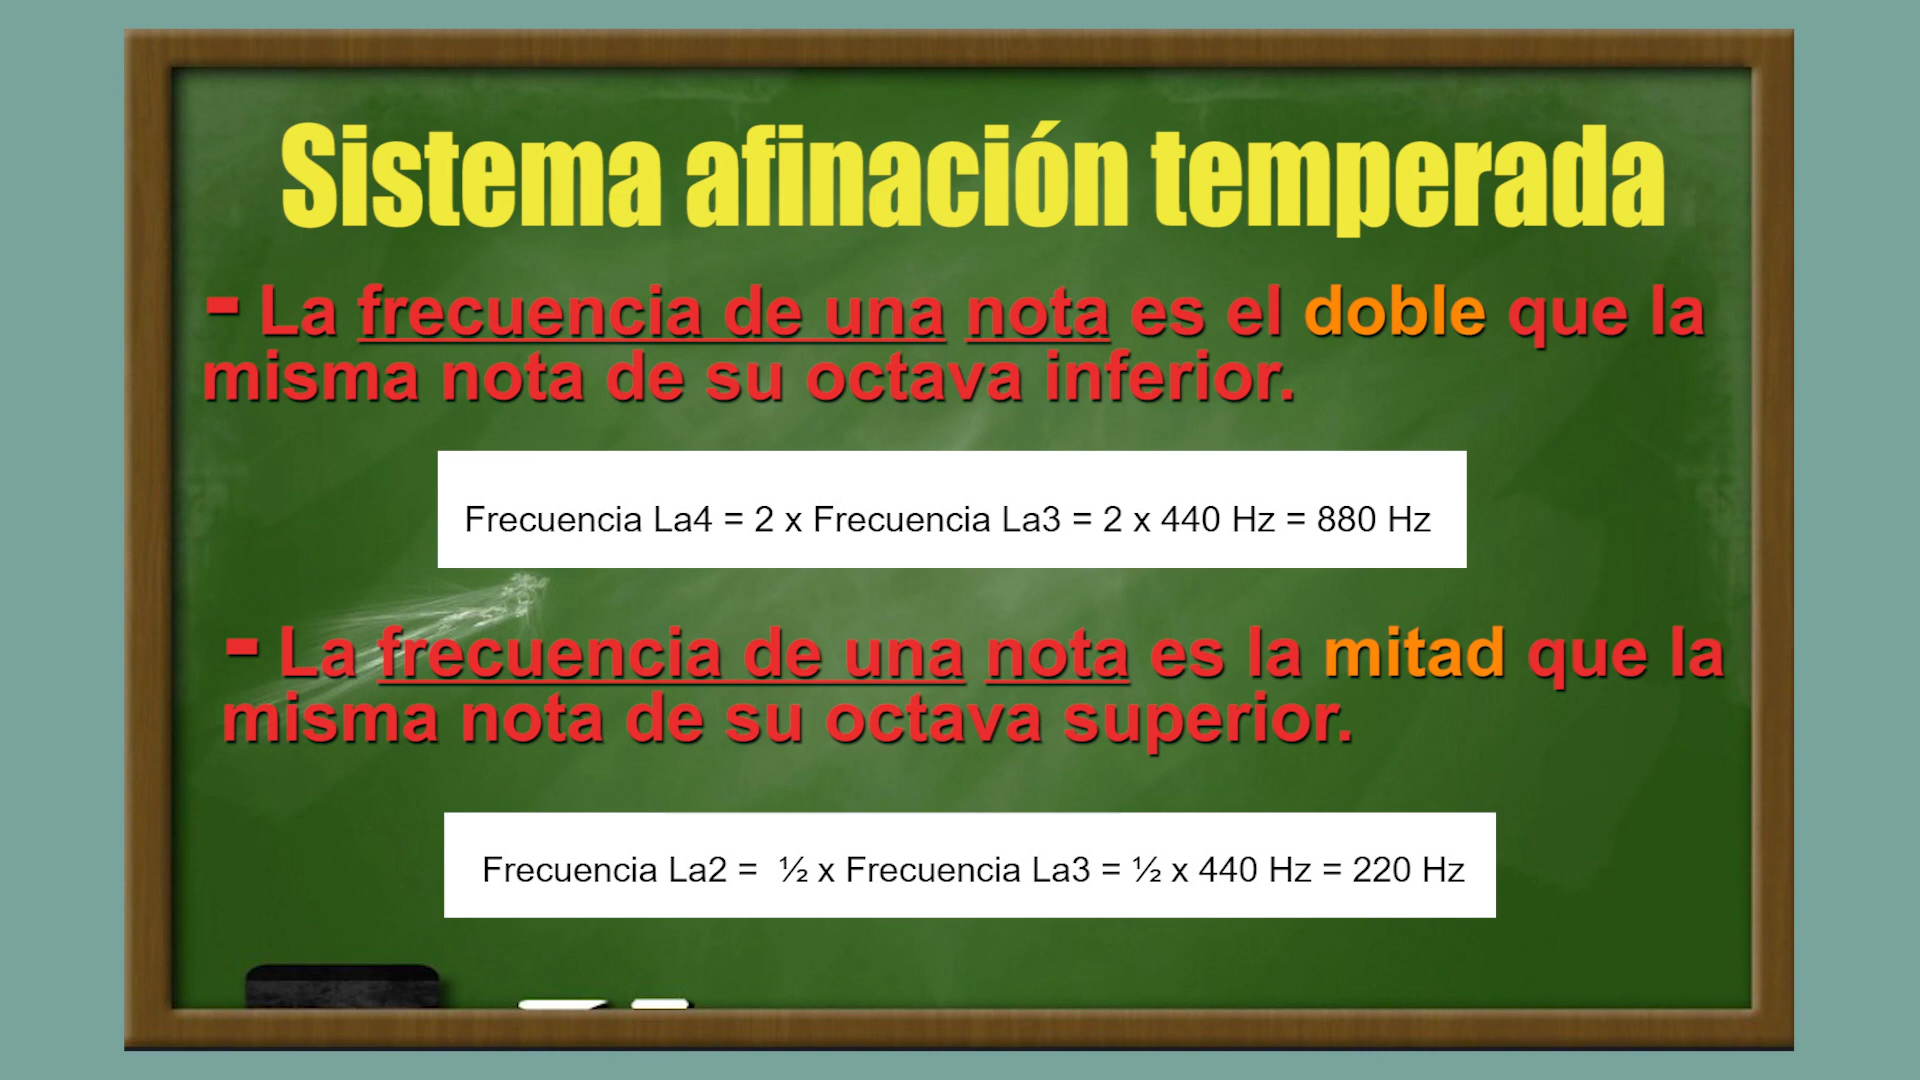 Sistema afinación temperada
- La frecuencia de una nota es el doble que la
misma nota de su octava inferior.
Frecuencia La4 = 2 x Frecuencia La3 = 2 x 440 Hz = 880 Hz
- La frecuencia de una nota es la mitad que la
misma nota de su octava superior.
Frecuencia La2 = ½ x Frecuencia La3 = ½ x 440 Hz = 220 Hz